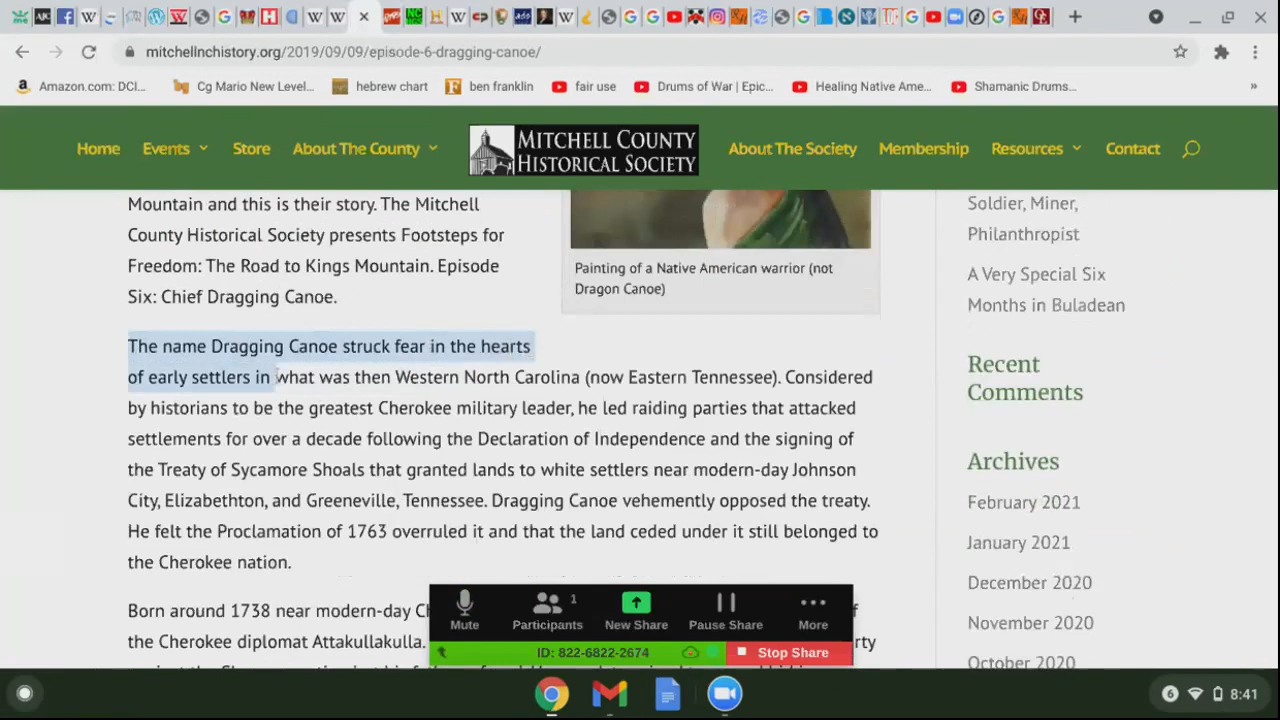 mitchellnchistory.org/2019/09/09/episode-6-dragging-canoe/
Amazon.com: DCI...
Cg Mario New Level...
hebrew chart
ben franklin
fair use
Drums of War | Epic...
Healing Native Ame...
Shamanic Drums...
»
Home
Events
Store
About The County
MITCHELL COUNTY
HISTORICAL SOCIETY
About The Society
Membership
Resources
Contact
Mountain and this is their story. The Mitchell
County Historical Society presents Footsteps for
Freedom: The Road to Kings Mountain. Episode
Six: Chief Dragging Canoe.
Painting of a Native American warrior (not
Dragon Canoe)
The name Dragging Canoe struck fear in the hearts
of early settlers in what was then Western North Carolina (now Eastern Tennessee). Considered
by historians to be the greatest Cherokee military leader, he led raiding parties that attacked
settlements for over a decade following the Declaration of Independence and the signing of
the Treaty of Sycamore Shoals that granted lands to white settlers near modern-day Johnson
City, Elizabethton, and Greeneville, Tennessee. Dragging Canoe vehemently opposed the treaty.
He felt the Proclamation of 1763 overruled it and that the land ceded under it still belonged to
the Cherokee nation.
Born around 1738 near modern-day Ch
of
the Cherokee diplomat Attakullakulla.
Soldier, Miner,
Philanthropist
A Very Special Six
Months in Buladean
Recent
Comments
Archives
February 2021
January 2021
December 2020
November 2020
October 2020
Mute
Participants
1
New Share
Pause Share
More
ID: 822-6822-2674
Stop Share
6
8:41